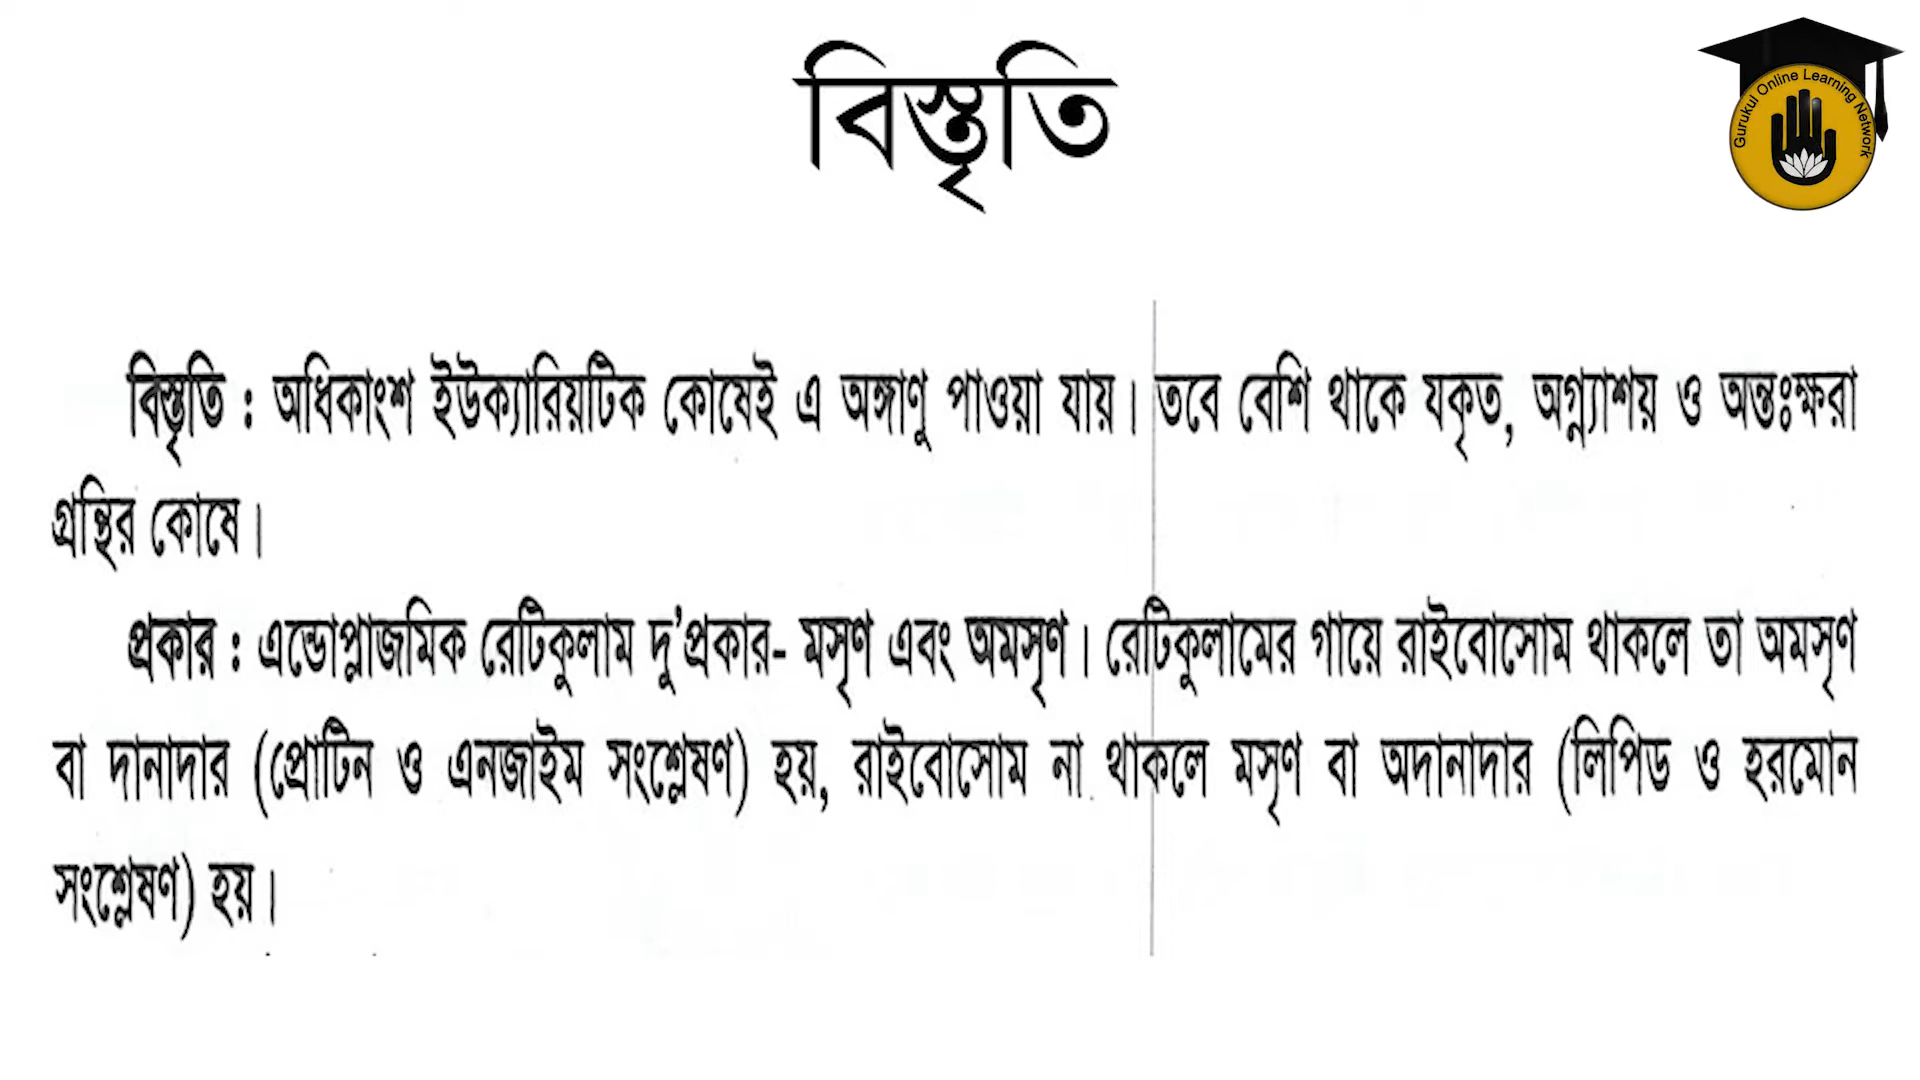 বিস্তৃতি
Gurukul Online Learning Network
বিস্তৃতি : অধিকাংশ ইউক্যারিয়টিক কোষেই এ অঙ্গাণু পাওয়া যায়। তবে বেশি থাকে যকৃত, অগ্ন্যাশয় ও অন্তঃক্ষরা
গ্রন্থির কোষে।
প্রকার : এন্ডোপ্লাজমিক রেটিকুলাম দু’প্রকার- মসৃণ এবং অমসৃণ। রেটিকুলামের গায়ে রাইবোসোম থাকলে তা অমসৃণ
বা দানাদার (প্রোটিন ও এনজাইম সংশ্লেষণ) হয়, রাইবোসোম না থাকলে মসৃণ বা অদানাদার (লিপিড ও হরমোন
সংশ্লেষণ) হয়।